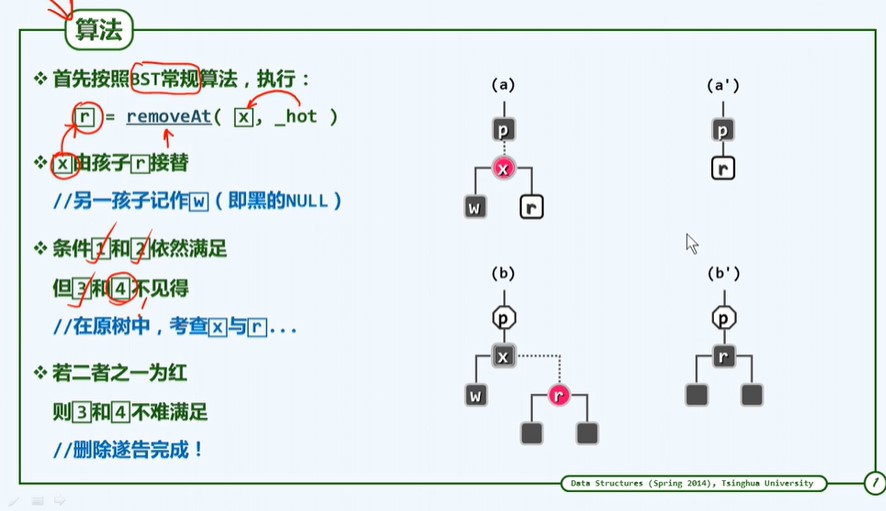 算法
❖ 首先按照BST常规算法，执行：
r = removeAt( x, _hot )
❖ x由孩子r接替
//另一孩子记作w（即黑的NULL）
❖ 条件1和2依然满足
但3和4不见得
//在原树中，考查x与r...
❖ 若二者之一为红
则3和4不难满足
//删除遂告完成！
(a)
p
x
w
r
(a')
p
r
(b)
p
x
w
r
(b')
p
r
Data Structures (Spring 2014), Tsinghua University